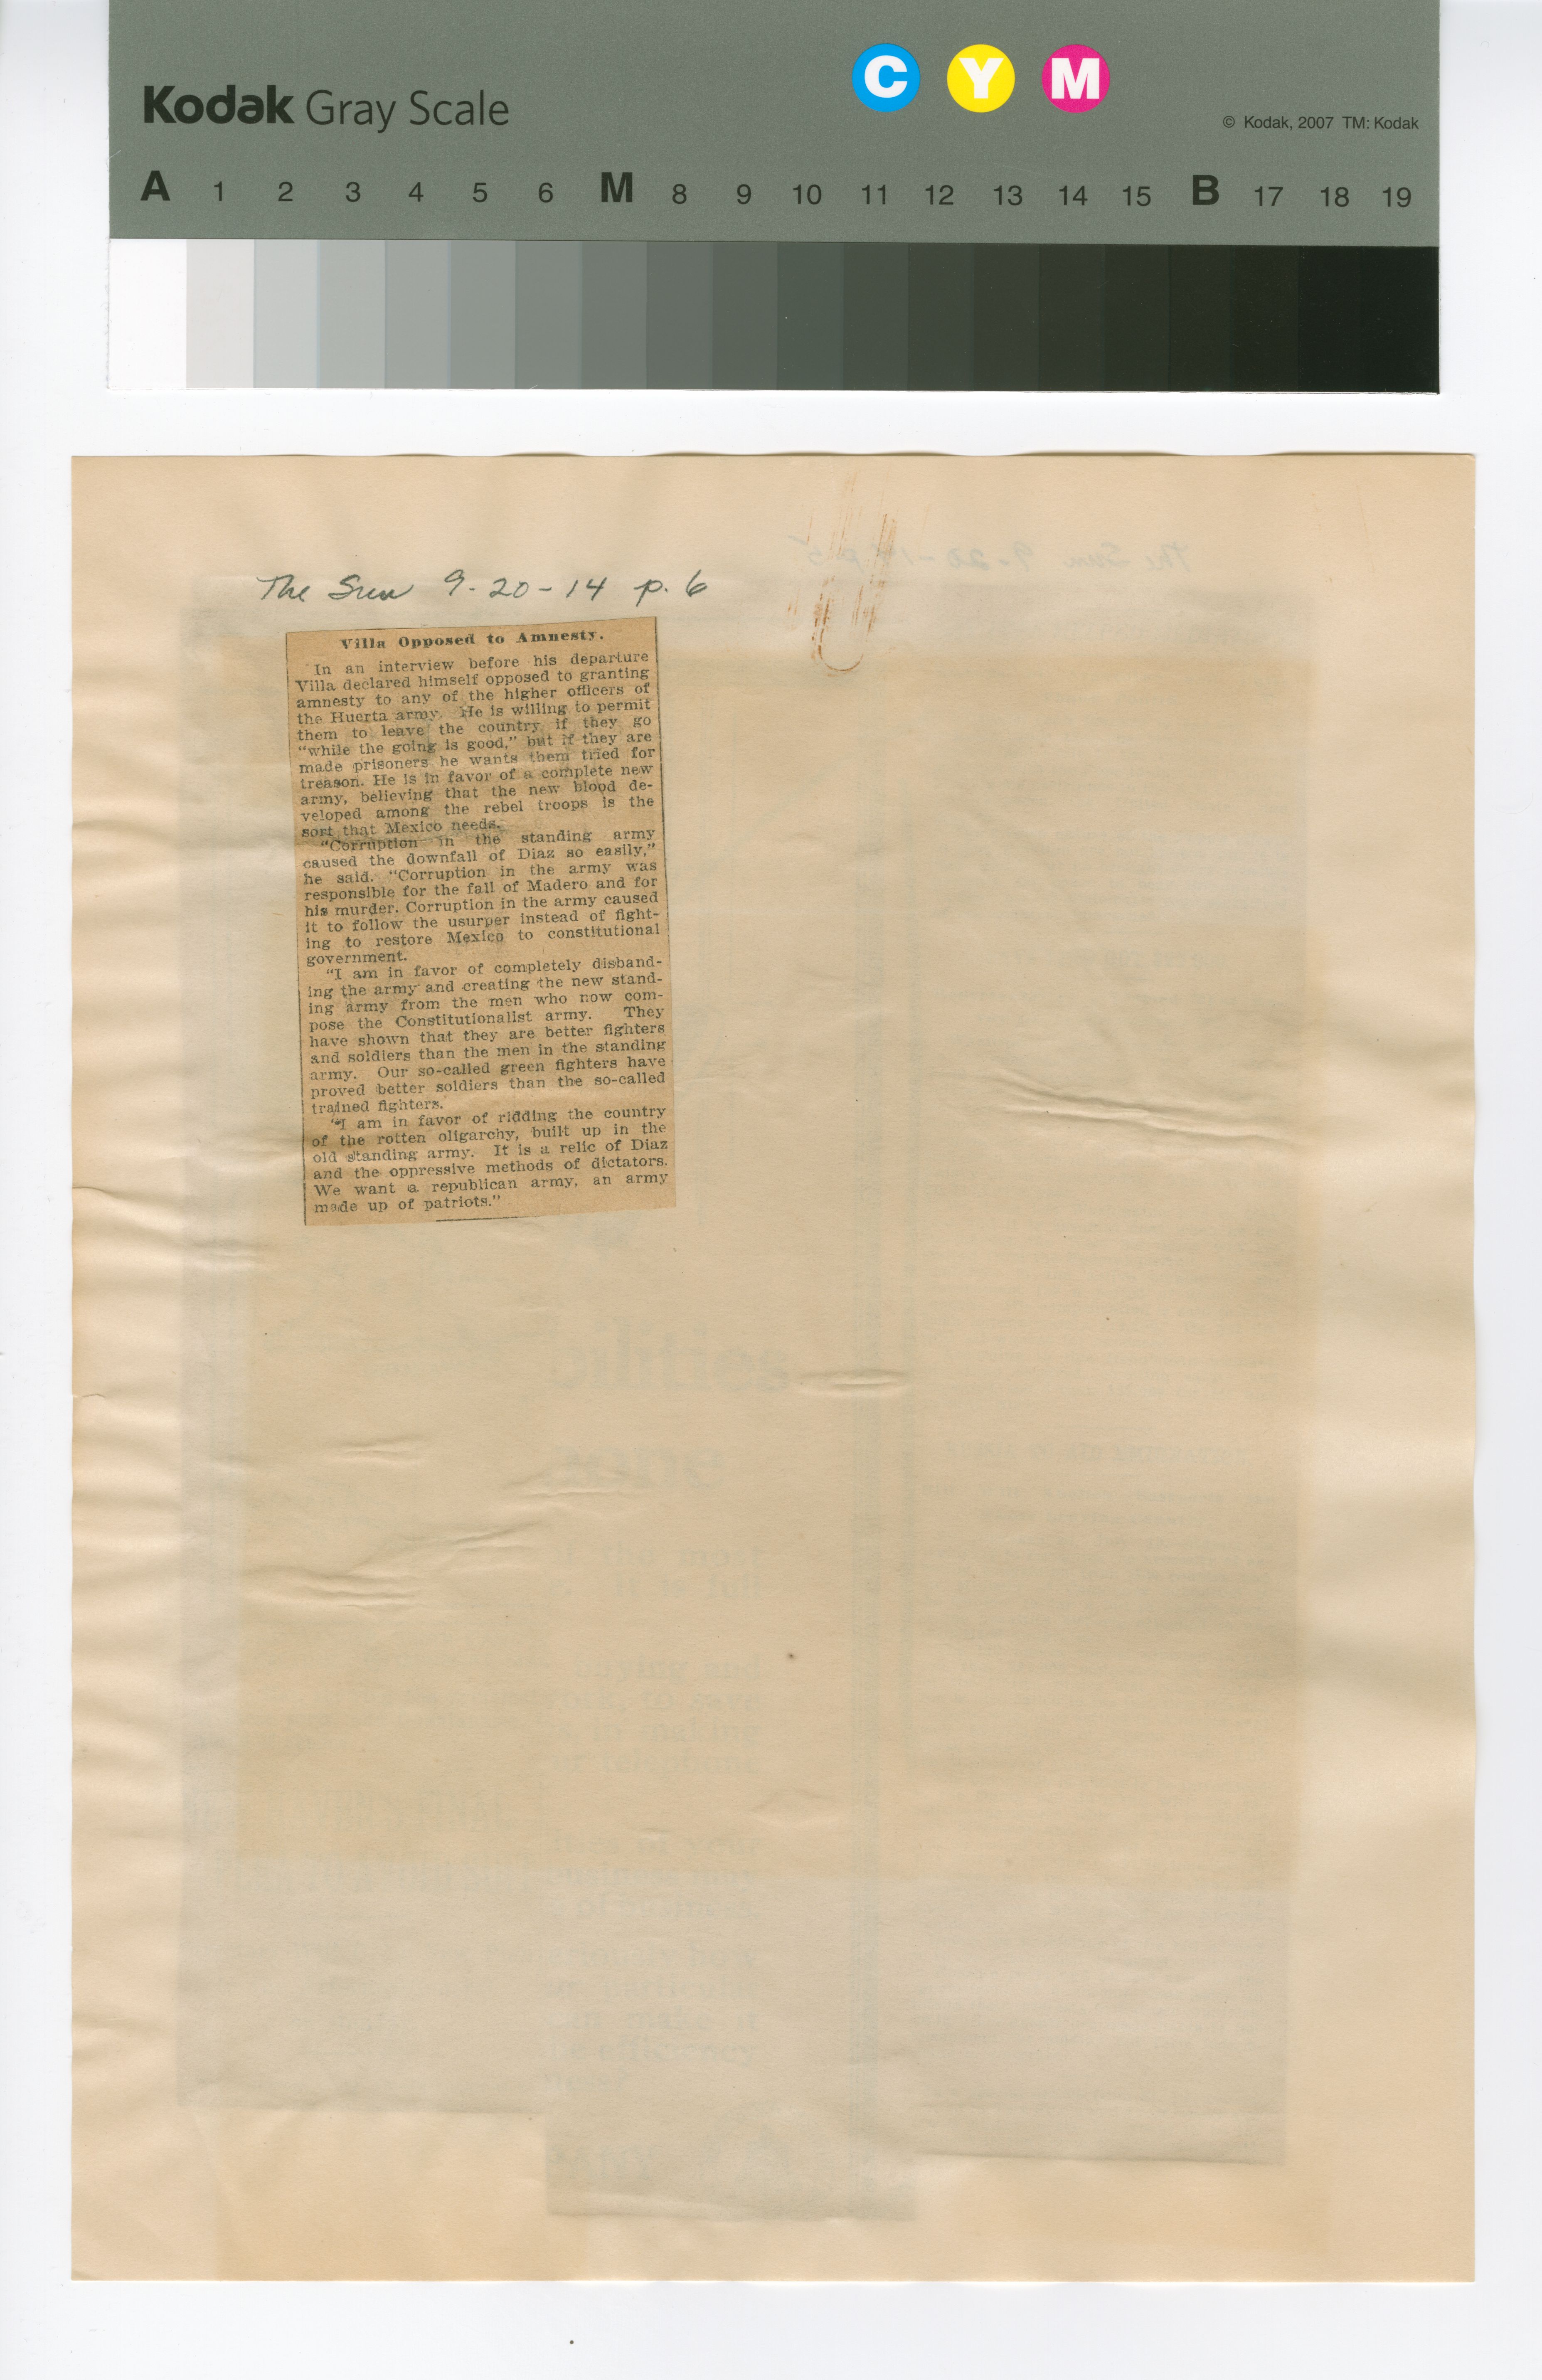 Kodak Gray Scale
C Y M
© Kodak, 2007 TM: Kodak
A 1 2 3 4 5 6 M 8 9 10 11 12 13 14 15 B 17 18 19
The Sun 9-20-14 p. 6
Villa Opposed to Amnesty.
In an interview before his departure
Villa declared himself opposed to granting
amnesty to any of the higher officers of
the Huerta army. He is willing to permit
them to leave the country if they go
“while the going is good,” but if they are
made prisoners he wants them tried for
treason. He is in favor of a complete new
army, believing that the new blood de-
veloped among the rebel troops is the
sort that Mexico needs.
“Corruption in the standing army
caused the downfall of Diaz so easily,”
he said. “Corruption in the army was
responsible for the fall of Madero and for
his murder. Corruption in the army caused
it to follow the usurper instead of fight-
ing to restore Mexico to constitutional
government.
“I am in favor of completely disband-
ing the army and creating the new stand-
ing army from the men who now com-
pose the Constitutionalist army. They
have shown that they are better fighters
and soldiers than the men in the standing
army. Our so-called green fighters have
proved better soldiers than the so-called
trained fighters.
“I am in favor of ridding the country
of the rotten oligarchy, built up in the
old standing army. It is a relic of Diaz
and the oppressive methods of dictators.
We want a republican army, an army
made up of patriots.”